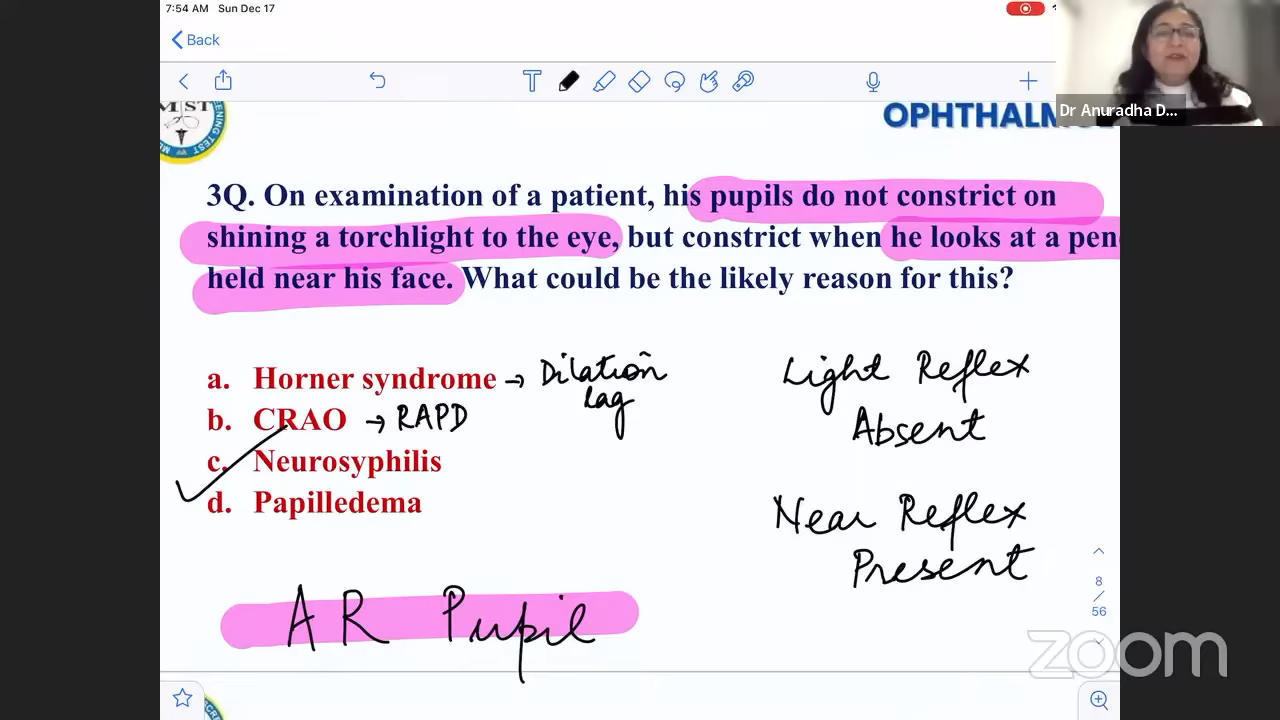 7:54 AM Sun Dec 17
Back
Dr Anuradha D...
3Q. On examination of a patient, his pupils do not constrict on
shining a torchlight to the eye, but constrict when he looks at a
held near his face. What could be the likely reason for this?
a. Horner syndrome → Dilation lag
b. CRAO → RAPD
c. Neurosyphilis
d. Papilledema
Light Reflex
Absent
Near Reflex
Present
AR Pupil
8
/
56
zoom